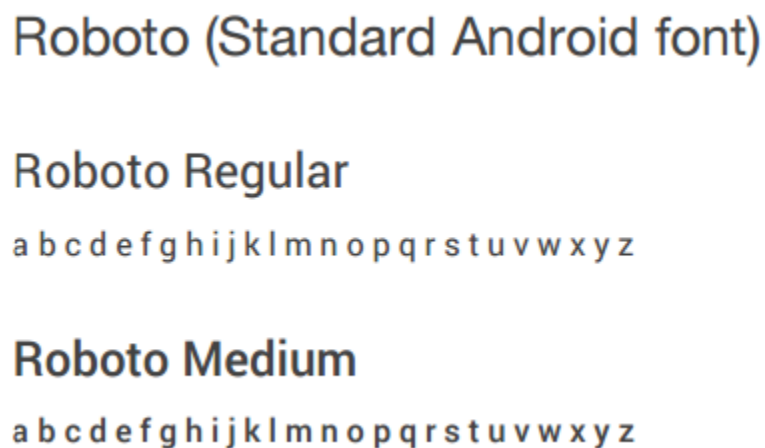 Roboto (Standard Android font)
Roboto Regular
a b c d e f g h i j k l m n o p q r s t u v w x y z
Roboto Medium
a b c d e f g h i j k l m n o p q r s t u v w x y z